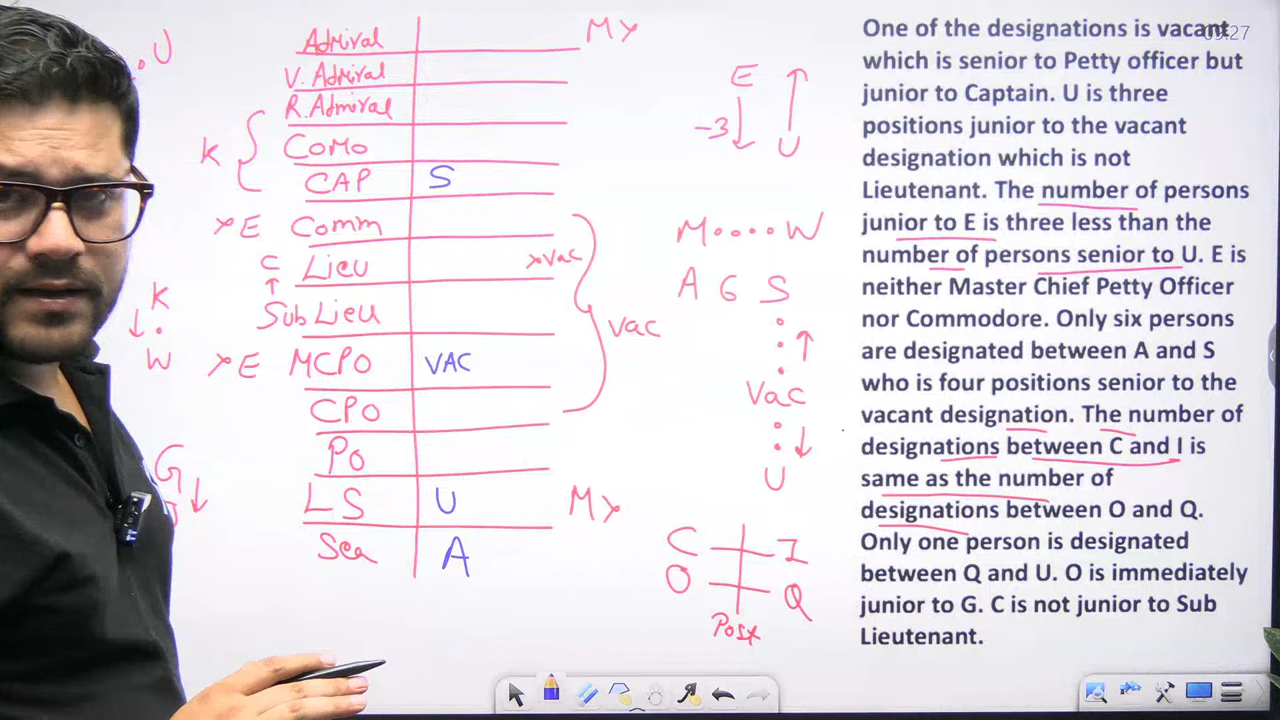 One of the designations is vacant
which is senior to Petty officer but
junior to Captain. U is three
positions junior to the vacant
designation which is not
Lieutenant. The number of persons
junior to E is three less than the
number of persons senior to U. E is
neither Master Chief Petty Officer
nor Commodore. Only six persons
are designated between A and S
who is four positions senior to the
vacant designation. The number of
designations between C and I is
same as the number of
designations between O and Q.
Only one person is designated
between Q and U. O is immediately
junior to G. C is not junior to Sub
Lieutenant.
Admiral
V. Admiral
R. Admiral
COMO
CAP S
Comm
Lieu
Sub Lieu
MCPO VAC
CPO
PO
LS U
Sea A
U
K
×E
C
K
W
×E
G
M×
×vac
vac
M×
E
-3
U
M....W
A 6 S
Vac
U
C I
O Q
Post